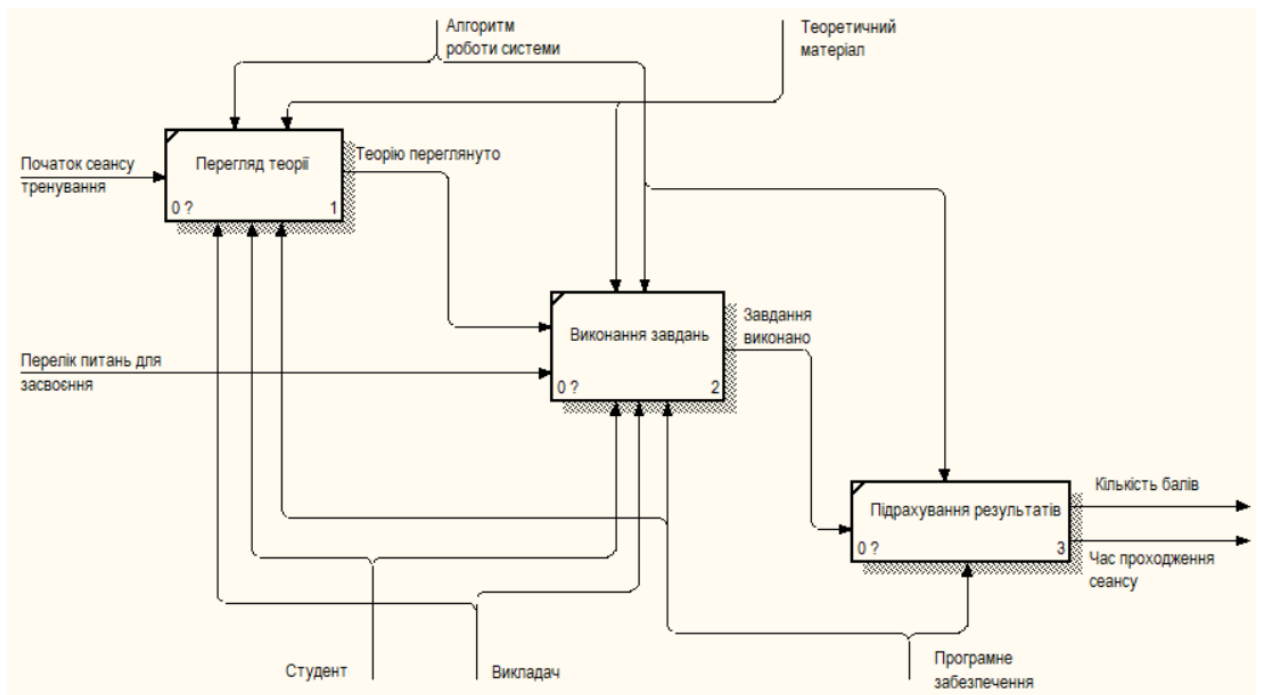 Алгоритм
роботи системи
Теоретичний
матеріал
Початок сеансу
тренування
Перегляд теорії
0 ?
1
Теорію переглянуто
Перелік питань для
засвоєння
Виконання завдань
0 ?
2
Завдання
виконано
Підрахування результатів
0 ?
3
Кількість балів
Час проходження
сеансу
Студент
Викладач
Програмне
забезпечення